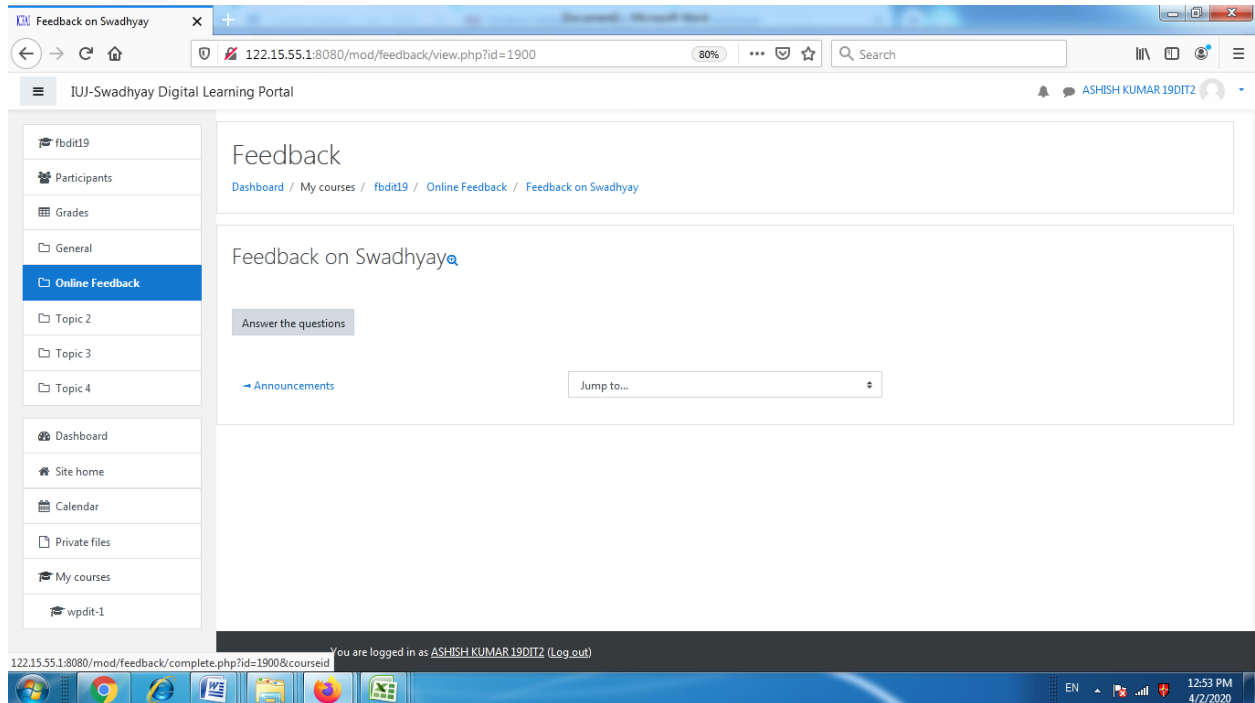 Feedback on Swadhyay
122.15.55.1:8080/mod/feedback/view.php?id=1900
80%
Search
IUJ-Swadhyay Digital Learning Portal
ASHISH KUMAR 19DIT2
fbdit19
Participants
Grades
General
Online Feedback
Topic 2
Topic 3
Topic 4
Dashboard
Site home
Calendar
Private files
My courses
wpdit-1
Feedback
Dashboard / My courses / fbdit19 / Online Feedback / Feedback on Swadhyay
Feedback on Swadhyay
Answer the questions
Announcements
Jump to...
You are logged in as ASHISH KUMAR 19DIT2 (Log out)
122.15.55.1:8080/mod/feedback/complete.php?id=1900&courseid
EN
12:53 PM
4/2/2020